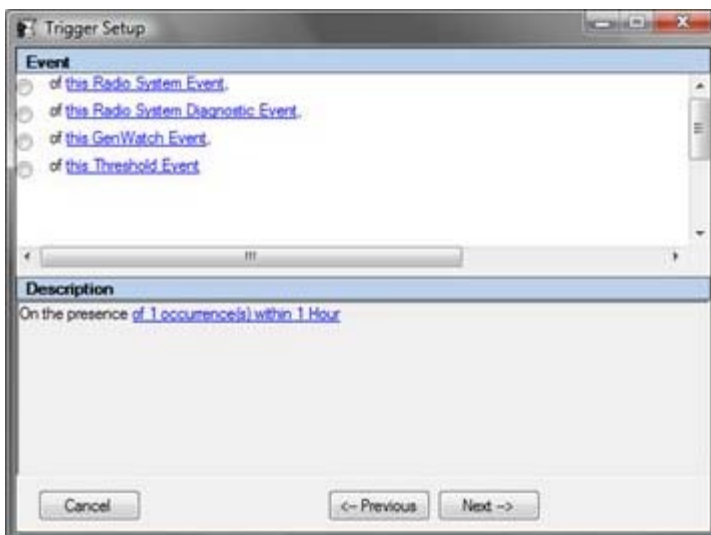 Trigger Setup
Event
of this Radio System Event,
of this Radio System Diagnostic Event,
of this GenWatch Event,
of this Threshold Event
Description
On the presence of 1 occurrence(s) within 1 Hour
Cancel
<-- Previous
Next -->